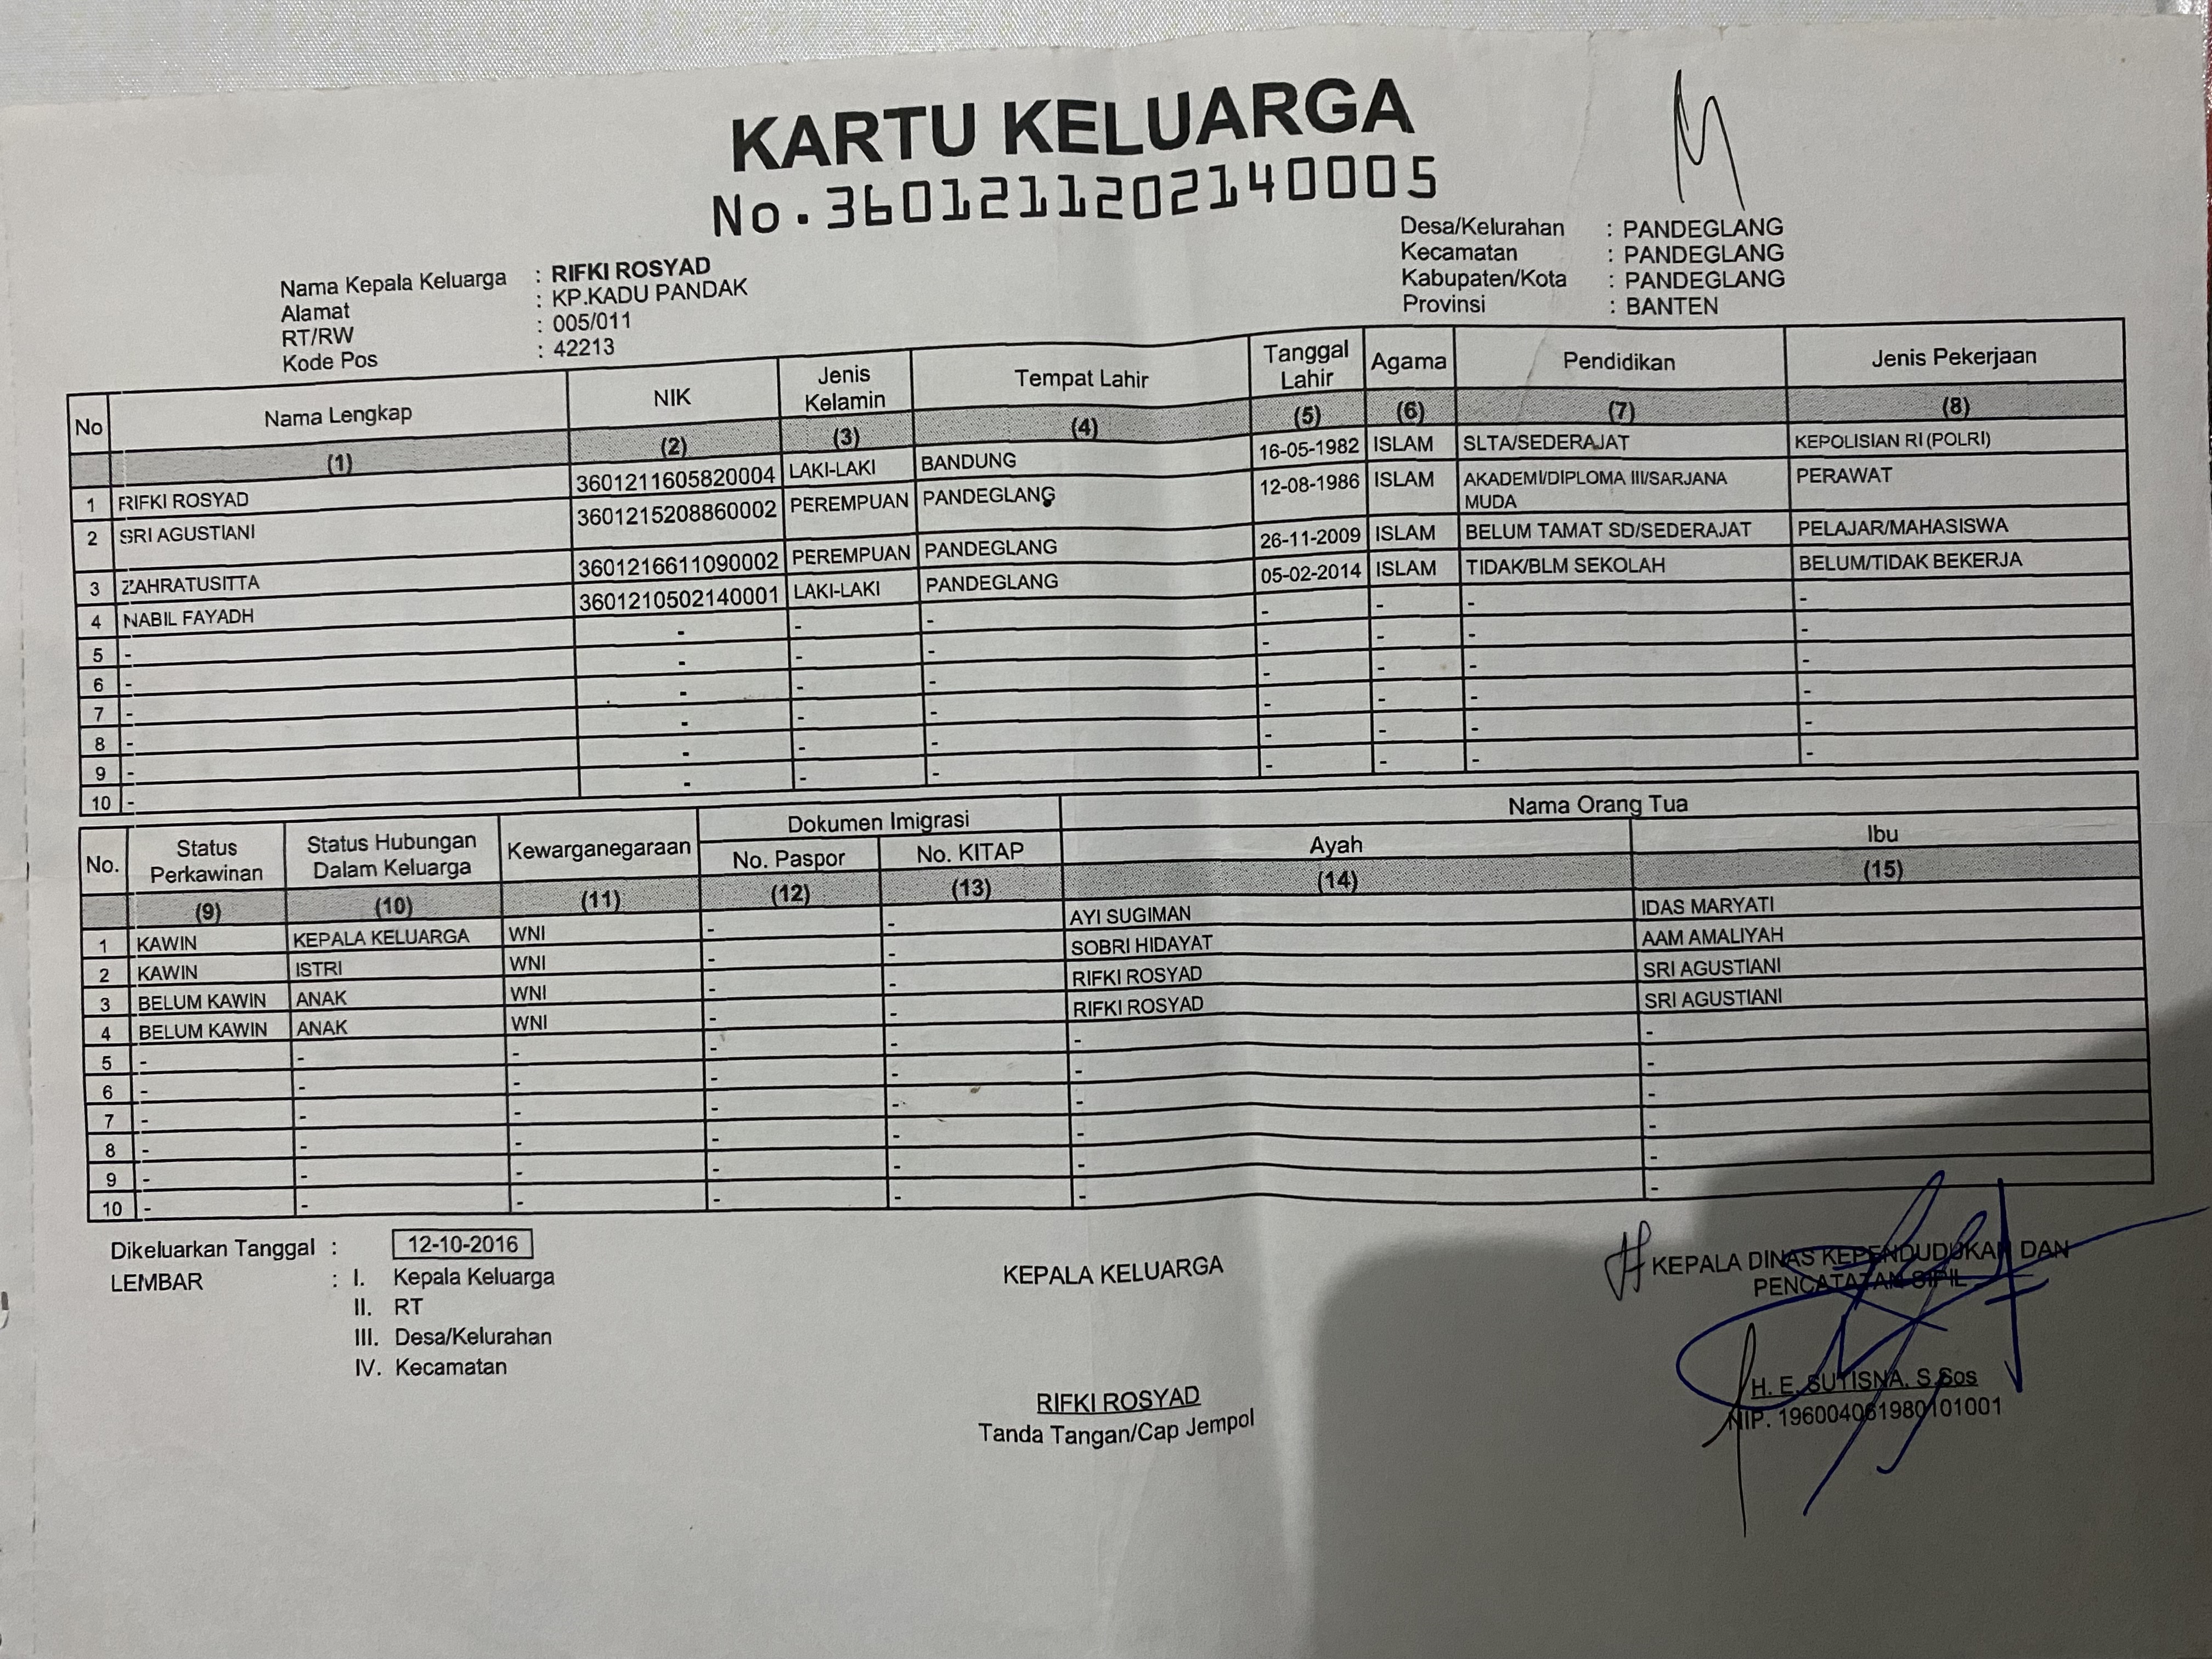 KARTU KELUARGA
No. 3601211202140005
Nama Kepala Keluarga : RIFKI ROSYAD
Alamat : KP.KADU PANDAK
RT/RW : 005/011
Kode Pos : 42213
Desa/Kelurahan : PANDEGLANG
Kecamatan : PANDEGLANG
Kabupaten/Kota : PANDEGLANG
Provinsi : BANTEN
No Nama Lengkap NIK Jenis Kelamin Tempat Lahir Tanggal Lahir Agama Pendidikan Jenis Pekerjaan
(1) (2) (3) (4) (5) (6) (7) (8)
1 RIFKI ROSYAD 3601211605820004 LAKI-LAKI BANDUNG 16-05-1982 ISLAM SLTA/SEDERAJAT KEPOLISIAN RI (POLRI)
2 SRI AGUSTIANI 3601215208860002 PEREMPUAN PANDEGLANG 12-08-1986 ISLAM AKADEMI/DIPLOMA III/SARJANA MUDA PERAWAT
3 ZAHRATUSITTA 3601216611090002 PEREMPUAN PANDEGLANG 26-11-2009 ISLAM BELUM TAMAT SD/SEDERAJAT PELAJAR/MAHASISWA
4 NABIL FAYADH 3601210502140001 LAKI-LAKI PANDEGLANG 05-02-2014 ISLAM TIDAK/BLM SEKOLAH BELUM/TIDAK BEKERJA
5 - - - - - - - -
6 - - - - - - - -
7 - - - - - - - -
8 - - - - - - - -
9 - - - - - - - -
10 - - - - - - - -
No. Status Perkawinan Status Hubungan Dalam Keluarga Kewarganegaraan Dokumen Imigrasi Nama Orang Tua
No. Paspor No. KITAP Ayah Ibu
(9) (10) (11) (12) (13) (14) (15)
1 KAWIN KEPALA KELUARGA WNI - - AYI SUGIMAN IDAS MARYATI
2 KAWIN ISTRI WNI - - SOBRI HIDAYAT AAM AMALIYAH
3 BELUM KAWIN ANAK WNI - - RIFKI ROSYAD SRI AGUSTIANI
4 BELUM KAWIN ANAK WNI - - RIFKI ROSYAD SRI AGUSTIANI
5 - - - - - - -
6 - - - - - - -
7 - - - - - - -
8 - - - - - - -
9 - - - - - - -
10 - - - - - - -
Dikeluarkan Tanggal : 12-10-2016
LEMBAR : I. Kepala Keluarga
II. RT
III. Desa/Kelurahan
IV. Kecamatan
KEPALA KELUARGA
RIFKI ROSYAD
Tanda Tangan/Cap Jempol
KEPALA DINAS KEPENDUDUKAN DAN
PENCATATAN SIPIL
H. E. SUTISNA, S.Sos
NIP. 196004061980101001